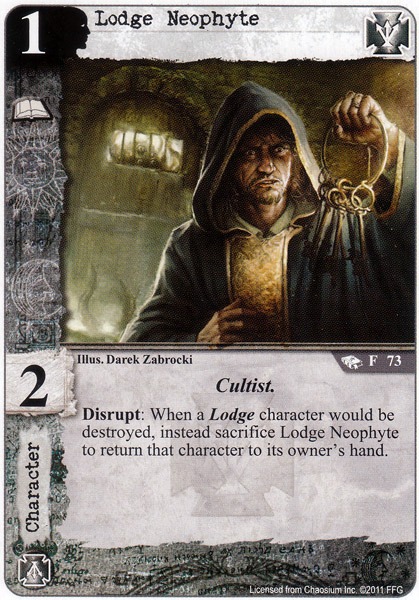 1
Lodge Neophyte
Illus. Darek Zabrocki
F 73
2
Cultist.
Disrupt: When a Lodge character would be
destroyed, instead sacrifice Lodge Neophyte
to return that character to its owner's hand.
Character
Licensed from Chaosium Inc. ©2011 FFG